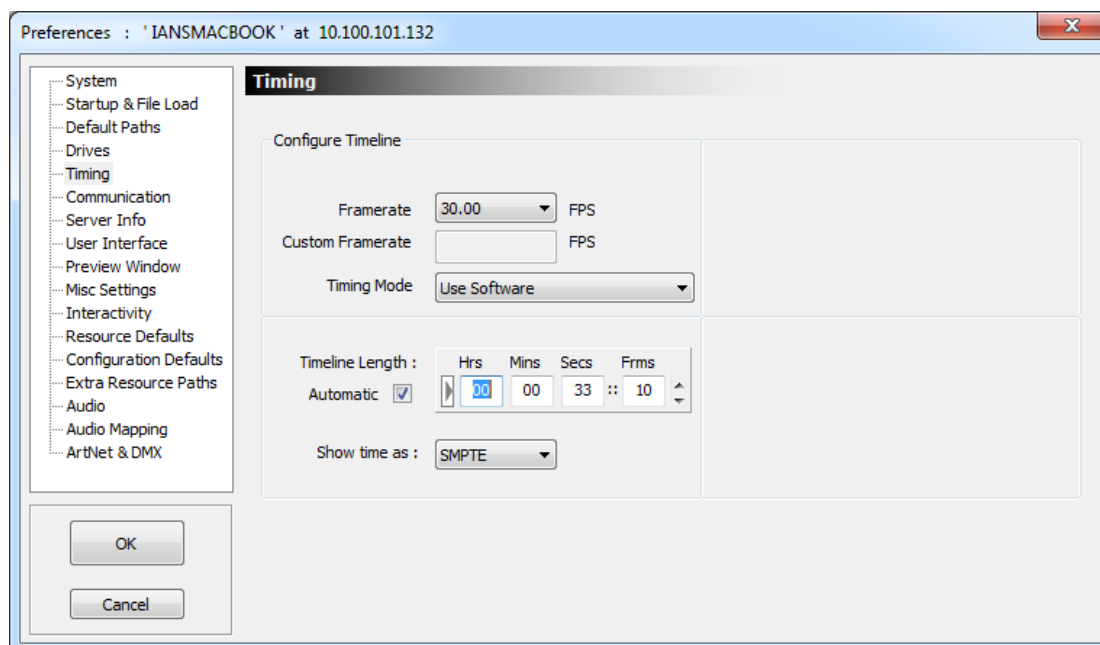 Preferences : ' IANSMACBOOK ' at 10.100.101.132
System
Startup & File Load
Default Paths
Drives
Timing
Communication
Server Info
User Interface
Preview Window
Misc Settings
Interactivity
Resource Defaults
Configuration Defaults
Extra Resource Paths
Audio
Audio Mapping
ArtNet & DMX
OK
Cancel
Timing
Configure Timeline
Framerate 30.00 FPS
Custom Framerate FPS
Timing Mode Use Software
Timeline Length : Hrs Mins Secs Frms
Automatic 00 00 33 :: 10
Show time as : SMPTE